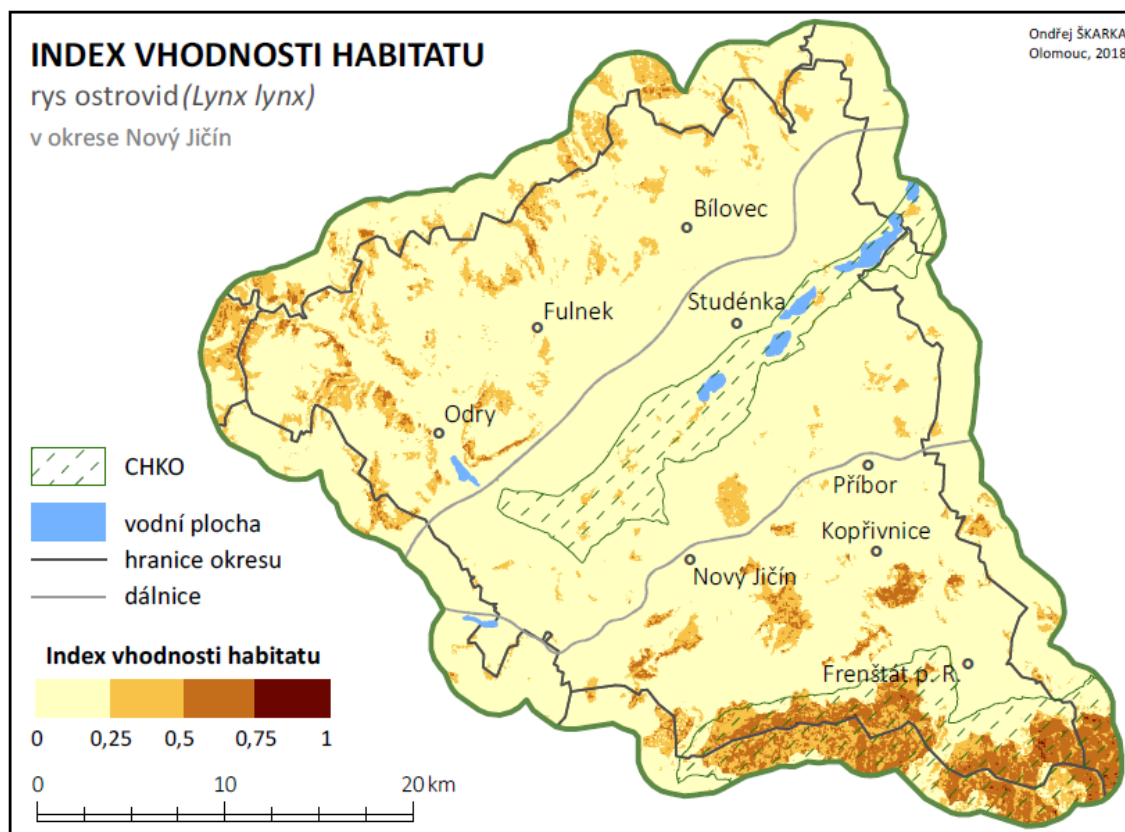 INDEX VHODNOSTI HABITATU
rys ostrovid (Lynx lynx)
v okrese Nový Jičín
Ondřej ŠKARKA
Olomouc, 2018
Bílovec
Studénka
Fulnek
Odry
Příbor
Kopřivnice
Nový Jičín
Frenštát p. R.
CHKO
vodní plocha
hranice okresu
dálnice
Index vhodnosti habitatu
0 0,25 0,5 0,75 1
0 10 20 km